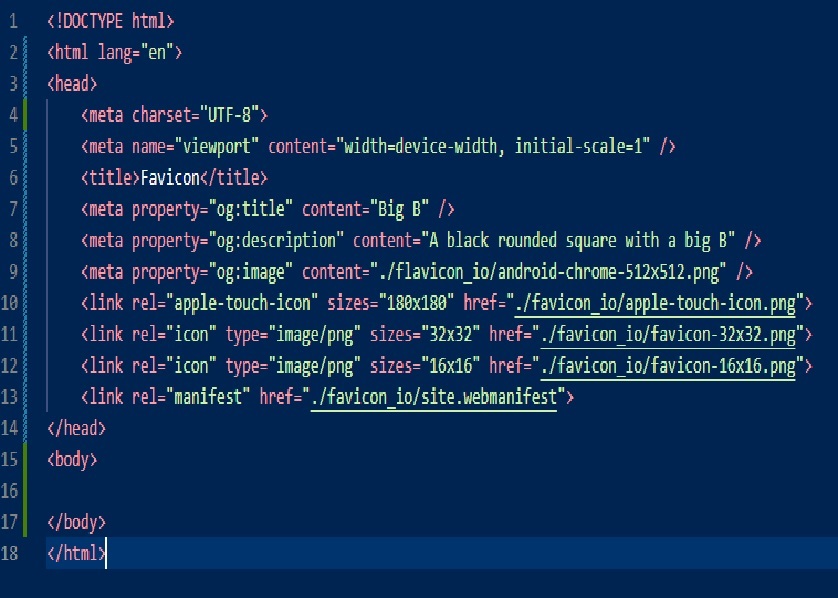 1 <!DOCTYPE html>
2 <html lang="en">
3 <head>
4     <meta charset="UTF-8">
5     <meta name="viewport" content="width=device-width, initial-scale=1" />
6     <title>Favicon</title>
7     <meta property="og:title" content="Big B" />
8     <meta property="og:description" content="A black rounded square with a big B" />
9     <meta property="og:image" content="./flavicon_io/android-chrome-512x512.png" />
10     <link rel="apple-touch-icon" sizes="180x180" href="./favicon_io/apple-touch-icon.png">
11     <link rel="icon" type="image/png" sizes="32x32" href="./favicon_io/favicon-32x32.png">
12     <link rel="icon" type="image/png" sizes="16x16" href="./favicon_io/favicon-16x16.png">
13     <link rel="manifest" href="./favicon_io/site.webmanifest">
14 </head>
15 <body>
16
17 </body>
18 </html>